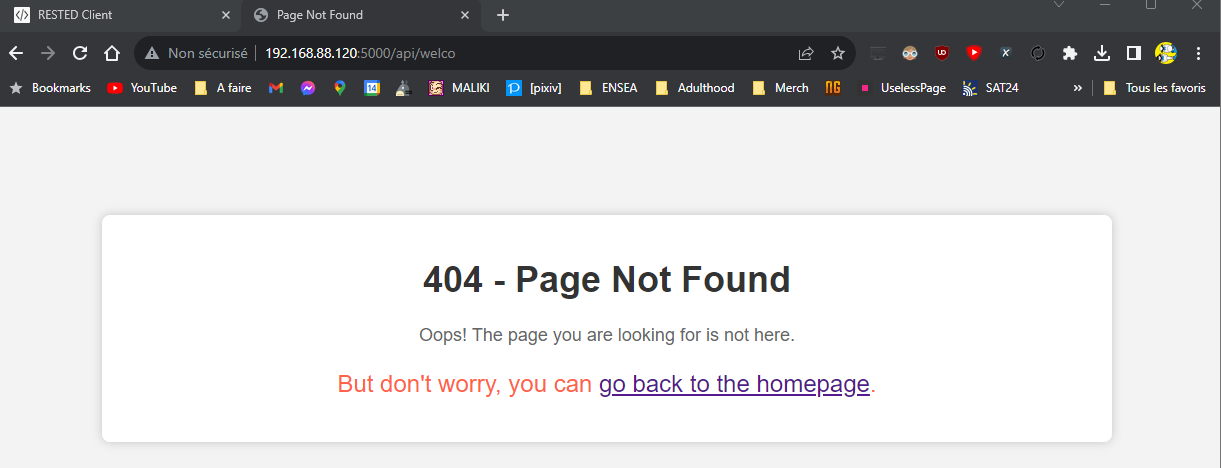 RESTED Client
Page Not Found
Non sécurisé
192.168.88.120:5000/api/welco
Bookmarks
YouTube
A faire
14
MALIKI
P
[pixiv]
ENSEA
Adulthood
Merch
NG
UselessPage
SAT24
»
Tous les favoris
404 - Page Not Found
Oops! The page you are looking for is not here.
But don't worry, you can go back to the homepage.